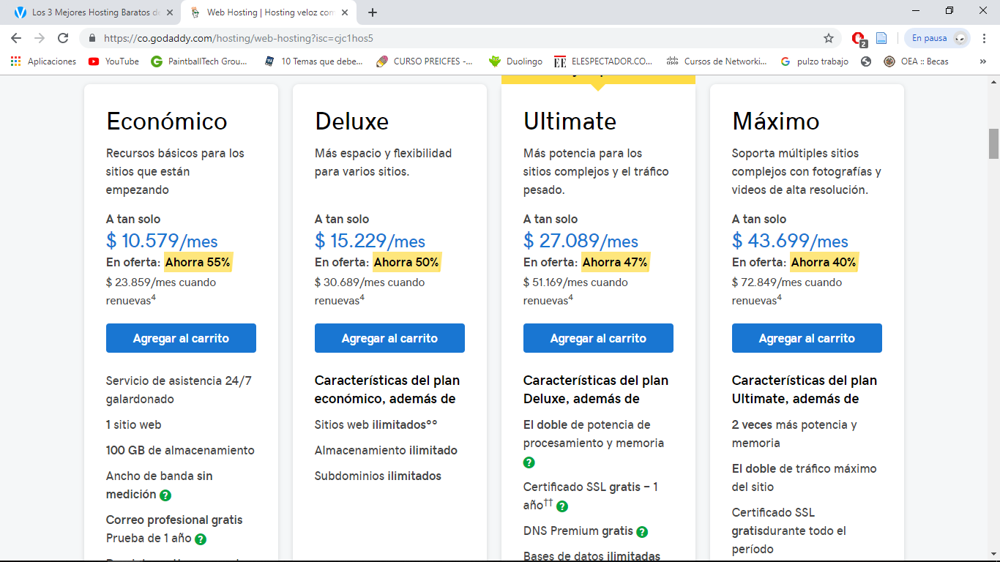 Los 3 Mejores Hosting Baratos de
Web Hosting | Hosting veloz con
https://co.godaddy.com/hosting/web-hosting?isc=cjc1hos5
2
En pausa
Aplicaciones
YouTube
PaintballTech Grou...
10 Temas que debe...
CURSO PREICFES -...
Duolingo
ELESPECTADOR.CO...
Cursos de Networki...
pulzo trabajo
OEA :: Becas
»
Económico
Recursos básicos para los
sitios que están
empezando
A tan solo
$ 10.579/mes
En oferta: Ahorra 55%
$ 23.859/mes cuando
renuevas4
Agregar al carrito
Servicio de asistencia 24/7
galardonado
1 sitio web
100 GB de almacenamiento
Ancho de banda sin
medición ?
Correo profesional gratis
Prueba de 1 año ?
Deluxe
Más espacio y flexibilidad
para varios sitios.
A tan solo
$ 15.229/mes
En oferta: Ahorra 50%
$ 30.689/mes cuando
renuevas4
Agregar al carrito
Características del plan
económico, además de
Sitios web ilimitados°°
Almacenamiento ilimitado
Subdominios ilimitados
Ultimate
Más potencia para los
sitios complejos y el tráfico
pesado.
A tan solo
$ 27.089/mes
En oferta: Ahorra 47%
$ 51.169/mes cuando
renuevas4
Agregar al carrito
Características del plan
Deluxe, además de
El doble de potencia de
procesamiento y memoria
?
Certificado SSL gratis – 1
año†† ?
DNS Premium gratis ?
Bases de datos ilimitadas
Máximo
Soporta múltiples sitios
complejos con fotografías y
videos de alta resolución.
A tan solo
$ 43.699/mes
En oferta: Ahorra 40%
$ 72.849/mes cuando
renuevas4
Agregar al carrito
Características del plan
Ultimate, además de
2 veces más potencia y
memoria
El doble de tráfico máximo
del sitio
Certificado SSL
gratisdurante todo el
período